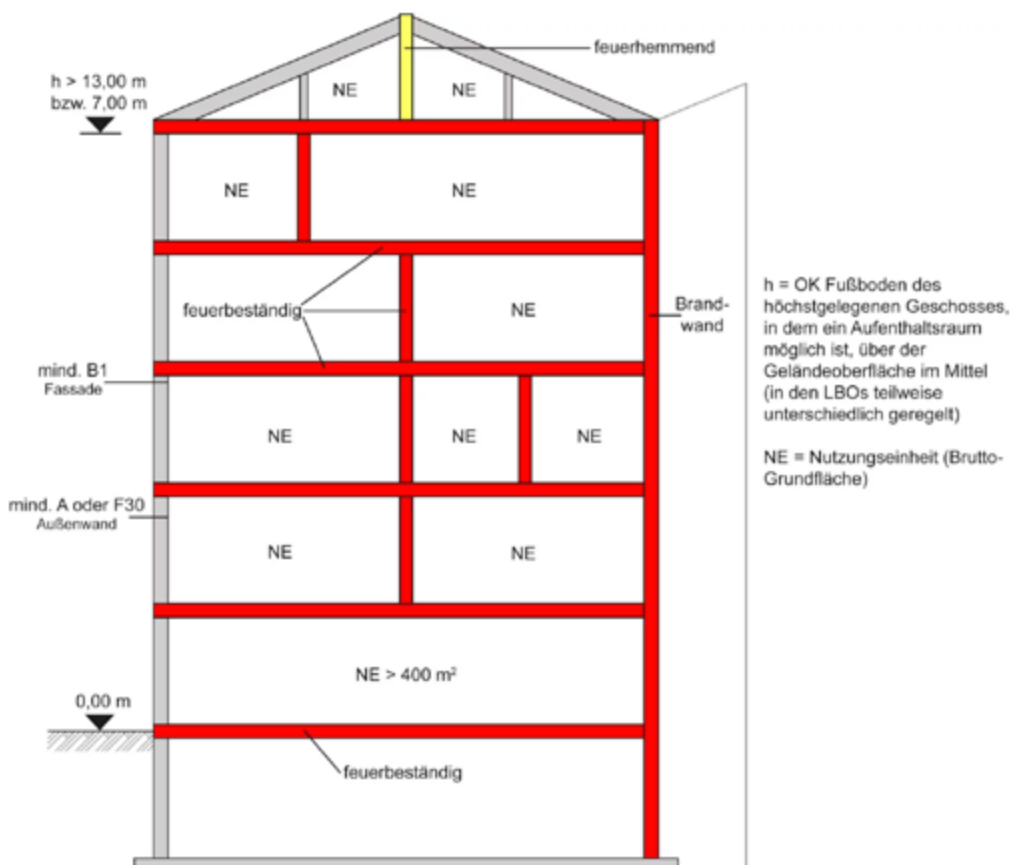 feuerhemmend
h > 13,00 m
bzw. 7,00 m
NE
NE
NE
NE
feuerbeständig
NE
Brand-
wand
h = OK Fußboden des
höchstgelegenen Geschosses,
in dem ein Aufenthaltsraum
möglich ist, über der
Geländeoberfläche im Mittel
(in den LBOs teilweise
unterschiedlich geregelt)
NE = Nutzungseinheit (Brutto-
Grundfläche)
mind. B1
Fassade
NE
NE
NE
mind. A oder F30
Außenwand
NE
NE
NE > 400 m²
0,00 m
feuerbeständig